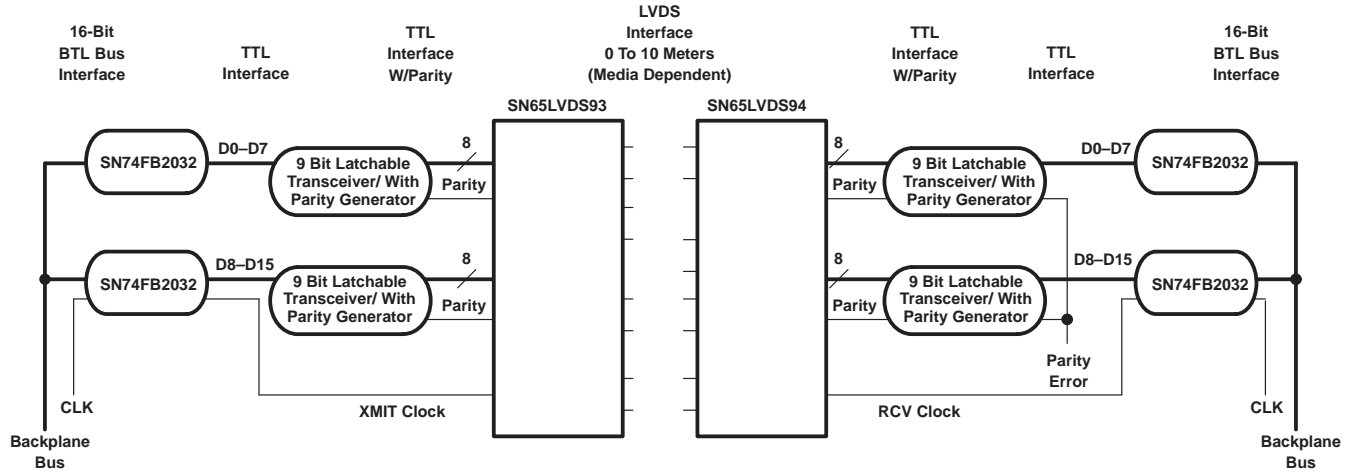 LVDS
Interface
0 To 10 Meters
(Media Dependent)
16-Bit
BTL Bus
Interface
TTL
Interface
TTL
Interface
W/Parity
TTL
Interface
W/Parity
TTL
Interface
16-Bit
BTL Bus
Interface
SN65LVDS93
SN65LVDS94
SN74FB2032
D0–D7
9 Bit Latchable
Transceiver/ With
Parity Generator
8
Parity
8
Parity
9 Bit Latchable
Transceiver/ With
Parity Generator
D0–D7
SN74FB2032
SN74FB2032
D8–D15
9 Bit Latchable
Transceiver/ With
Parity Generator
8
Parity
8
Parity
9 Bit Latchable
Transceiver/ With
Parity Generator
D8–D15
SN74FB2032
Parity
Error
CLK
XMIT Clock
RCV Clock
CLK
Backplane
Bus
Backplane
Bus